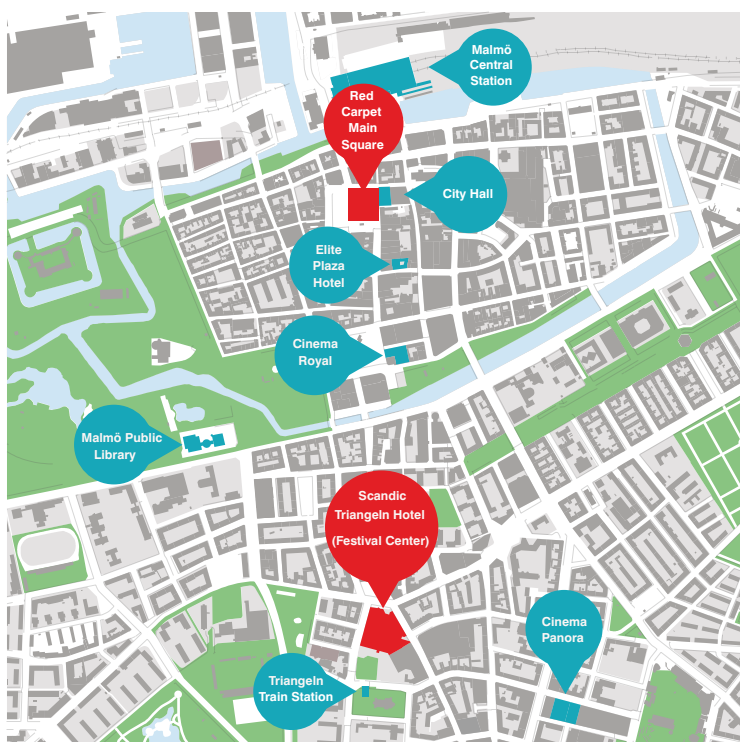 Malmö
Central
Station
Red
Carpet
Main
Square
City Hall
Elite
Plaza
Hotel
Cinema
Royal
Malmö Public
Library
Scandic
Triangeln Hotel
(Festival Center)
Cinema
Panora
Triangeln
Train Station